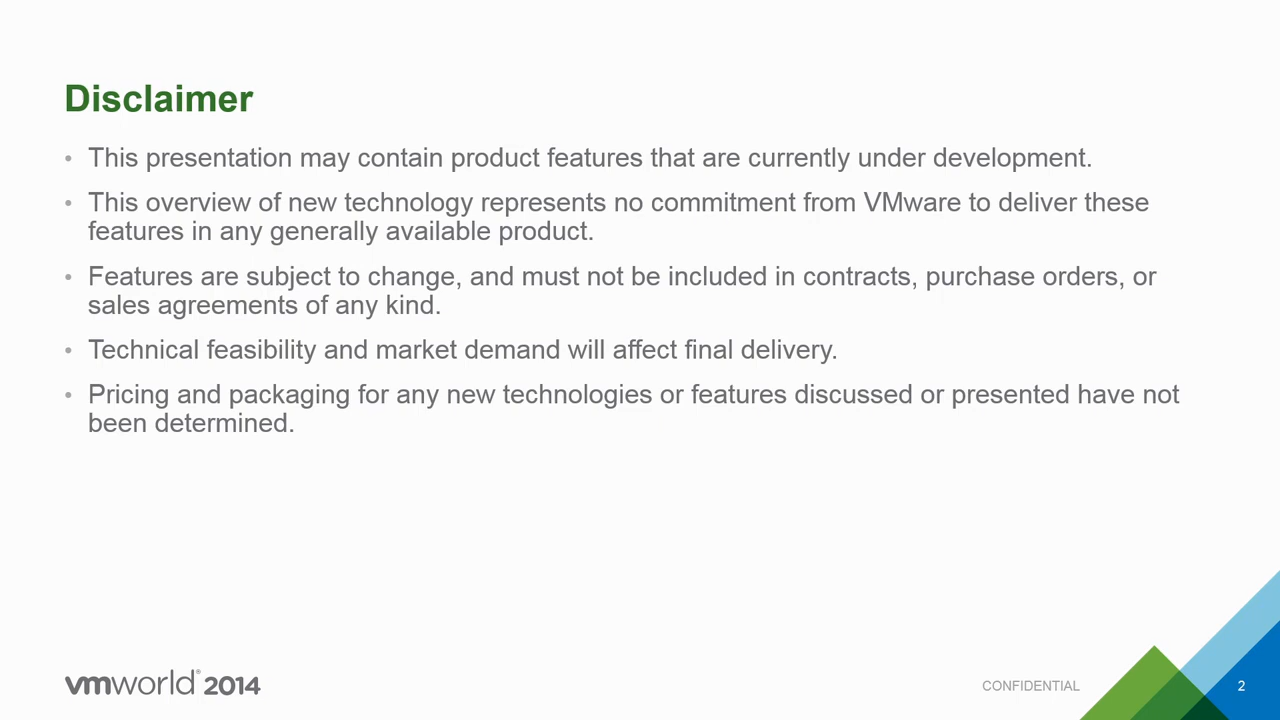 Disclaimer
• This presentation may contain product features that are currently under development.
• This overview of new technology represents no commitment from VMware to deliver these
features in any generally available product.
• Features are subject to change, and must not be included in contracts, purchase orders, or
sales agreements of any kind.
• Technical feasibility and market demand will affect final delivery.
• Pricing and packaging for any new technologies or features discussed or presented have not
been determined.
vmworld® 2014
CONFIDENTIAL
2